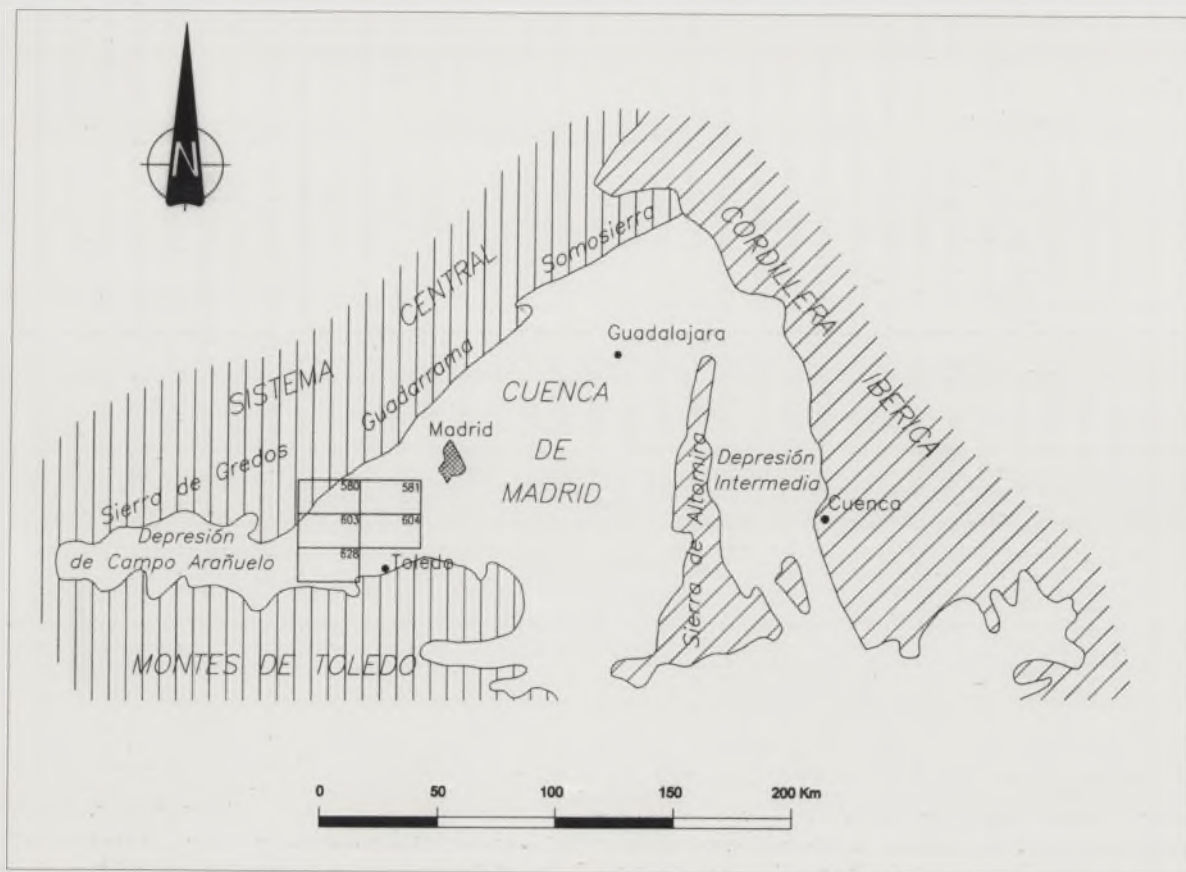 N
SISTEMA CENTRAL
Somosierra
Guadarrama
Sierra de Gredos
CORDILLERA IBERICA
Guadalajara
CUENCA
DE
MADRID
Madrid
Sierra de Altomira
Depresión
Intermedia
Cuenca
580
581
603
604
628
Toledo
Depresión
de Campo Arañuelo
MONTES DE TOLEDO
0 50 100 150 200 Km